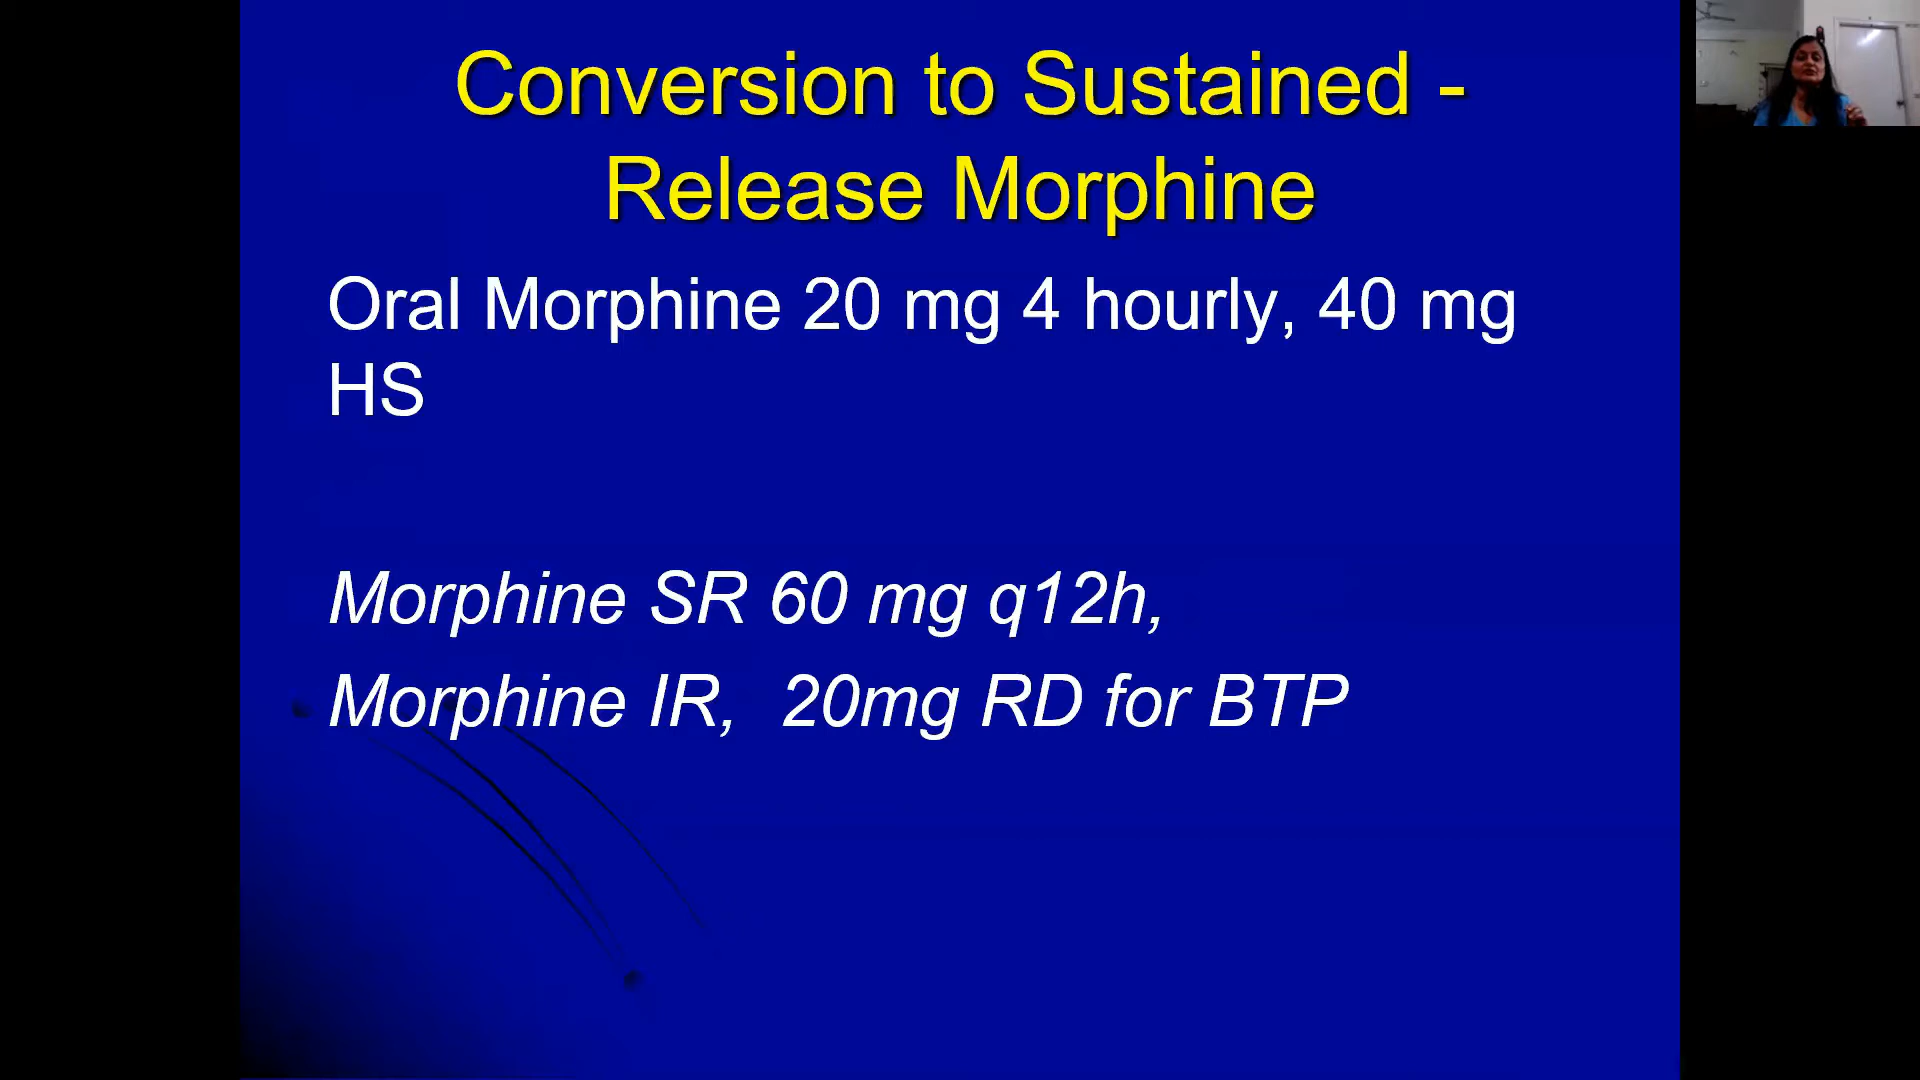 Conversion to Sustained -
Release Morphine
Oral Morphine 20 mg 4 hourly, 40 mg
HS
Morphine SR 60 mg q12h,
Morphine IR,  20mg RD for BTP